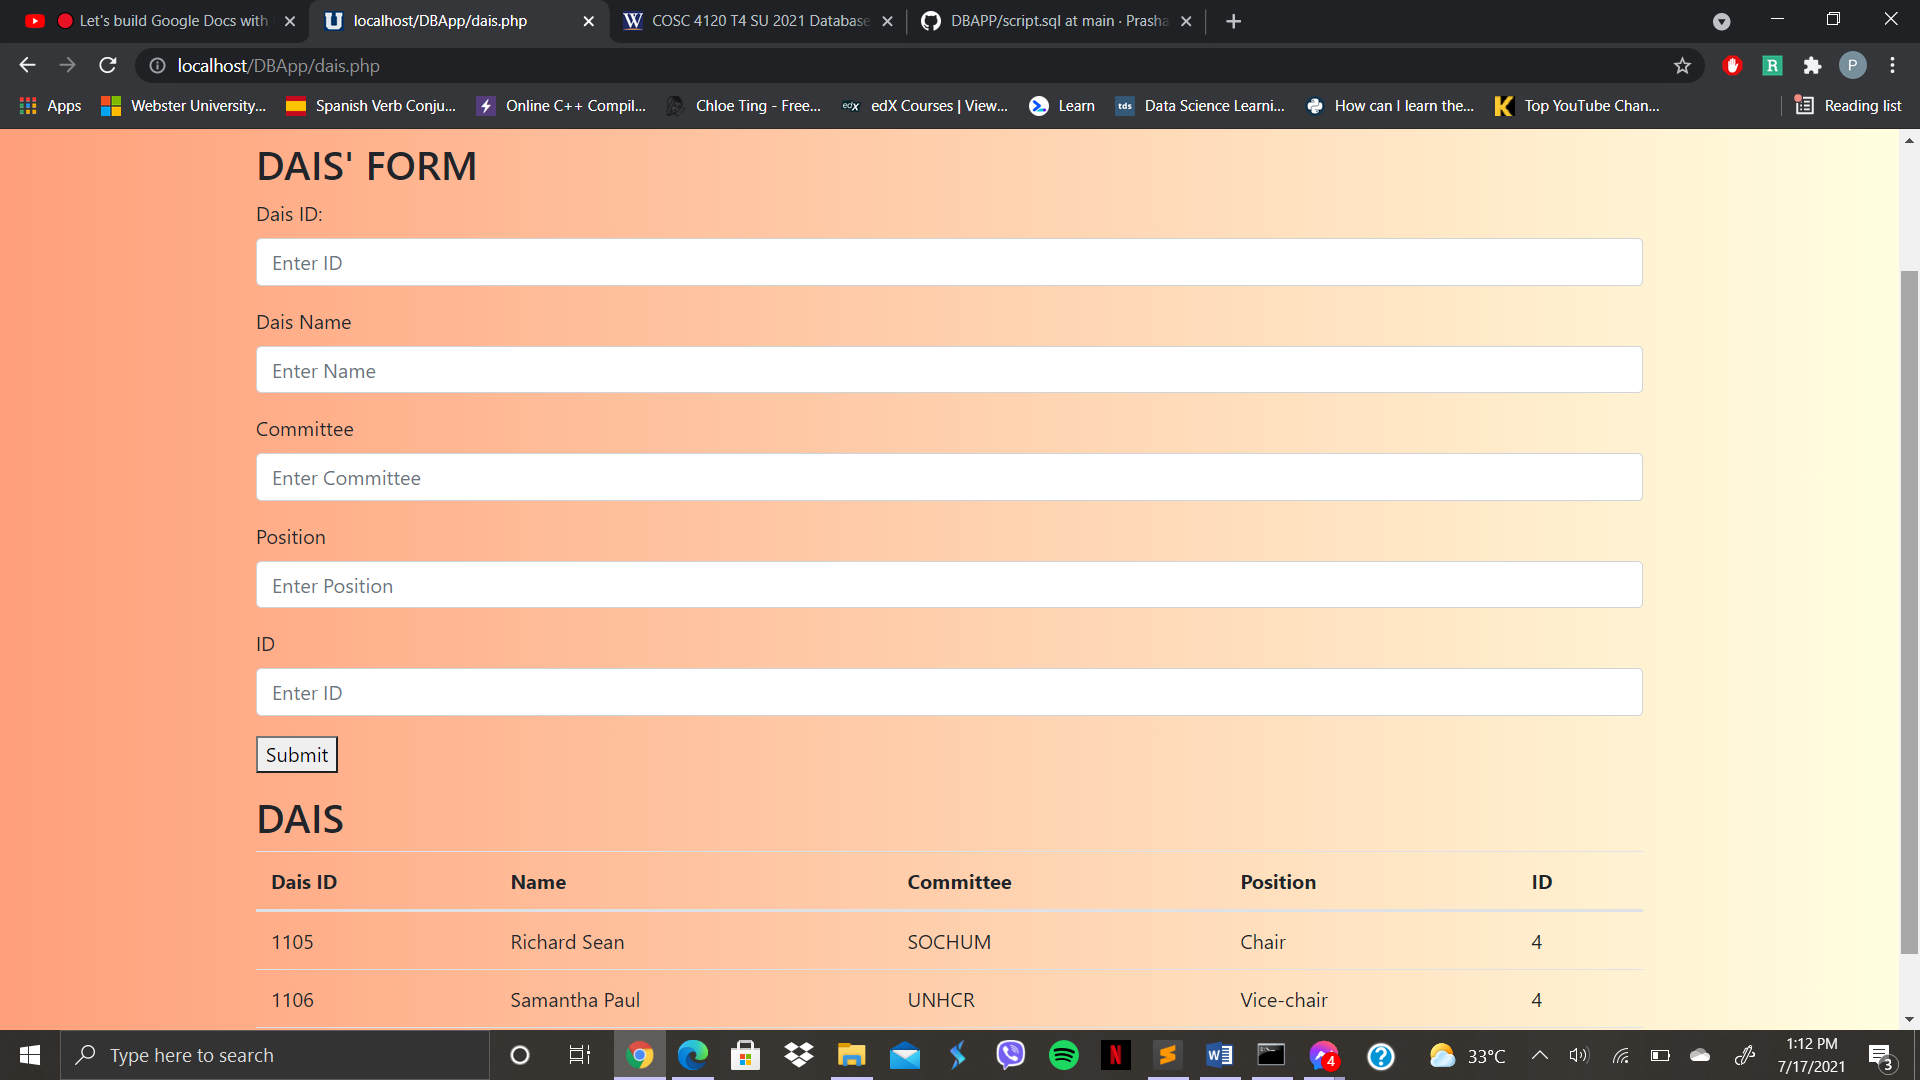 Let's build Google Docs with
localhost/DBApp/dais.php
COSC 4120 T4 SU 2021 Database
DBAPP/script.sql at main · Prasha
localhost/DBApp/dais.php
P
Apps
Webster University...
Spanish Verb Conju...
Online C++ Compil...
Chloe Ting - Free...
edX
edX Courses | View...
Learn
tds
Data Science Learni...
How can I learn the...
Top YouTube Chan...
Reading list
DAIS' FORM
Dais ID:
Enter ID
Dais Name
Enter Name
Committee
Enter Committee
Position
Enter Position
ID
Enter ID
Submit
DAIS
Dais ID Name Committee Position ID
1105 Richard Sean SOCHUM Chair 4
1106 Samantha Paul UNHCR Vice-chair 4
Type here to search
4
33°C
1:12 PM
7/17/2021
3